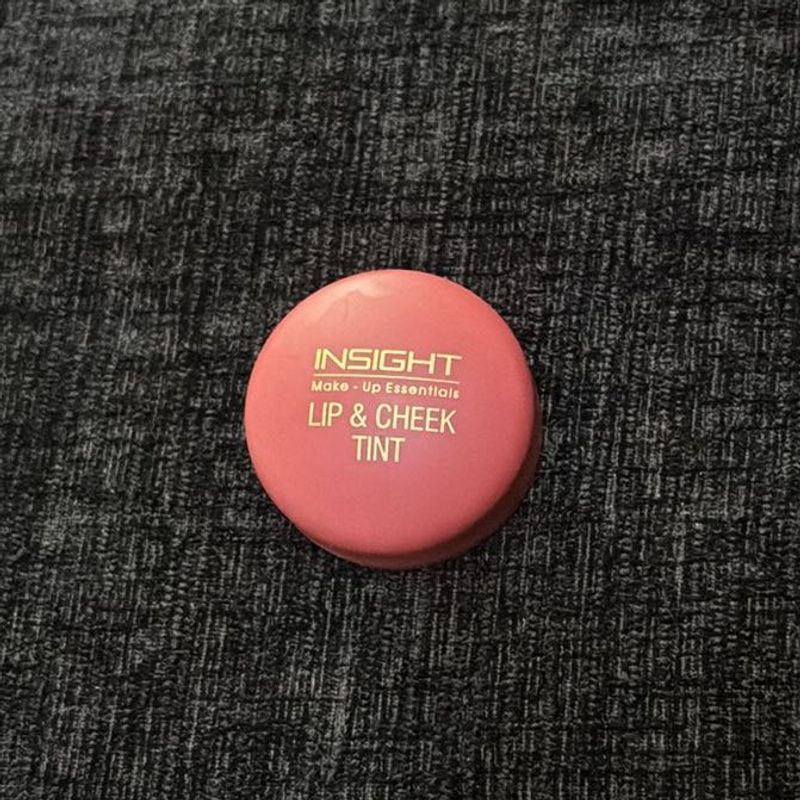 INSIGHT
Make - Up Essentials
LIP & CHEEK
TINT